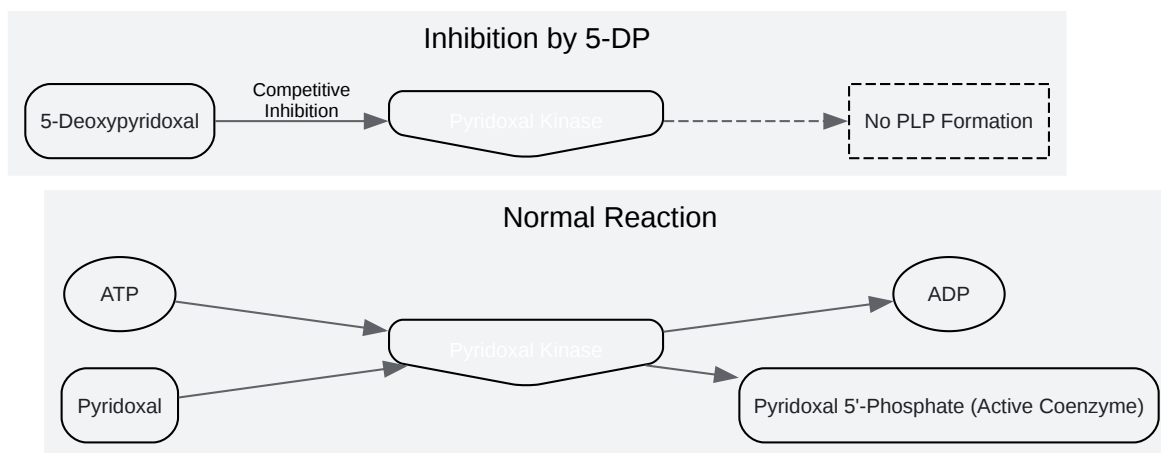 Inhibition by 5-DP
5-Deoxypyridoxal
Competitive
Inhibition
Pyridoxal Kinase
No PLP Formation
Normal Reaction
ATP
Pyridoxal Kinase
ADP
Pyridoxal
Pyridoxal 5'-Phosphate (Active Coenzyme)